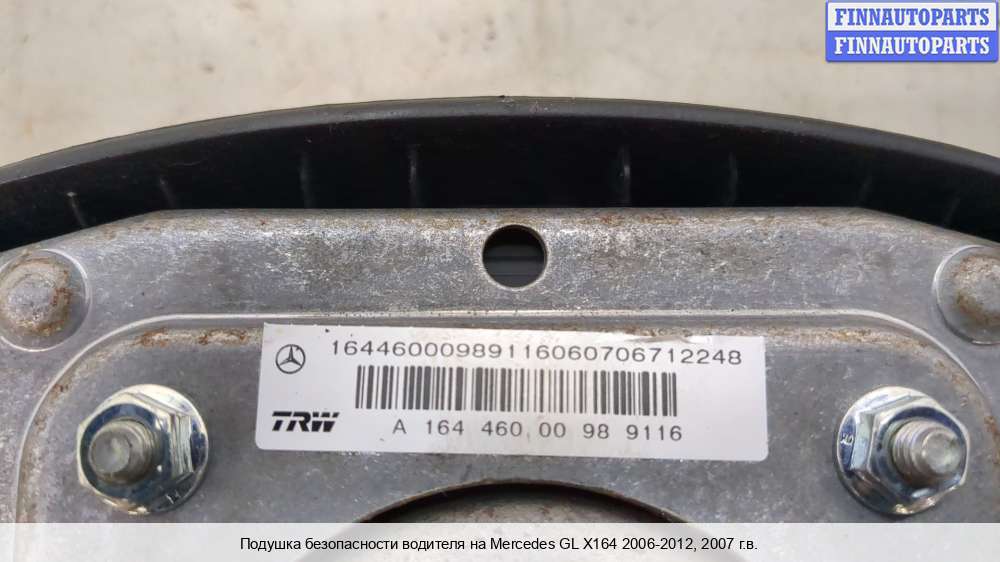 FINNAUTOPARTS
FINNAUTOPARTS
16446000989116060706712248
TRW
A 164 460 00 98 9116
Подушка безопасности водителя на Mercedes GL X164 2006-2012, 2007 г.в.